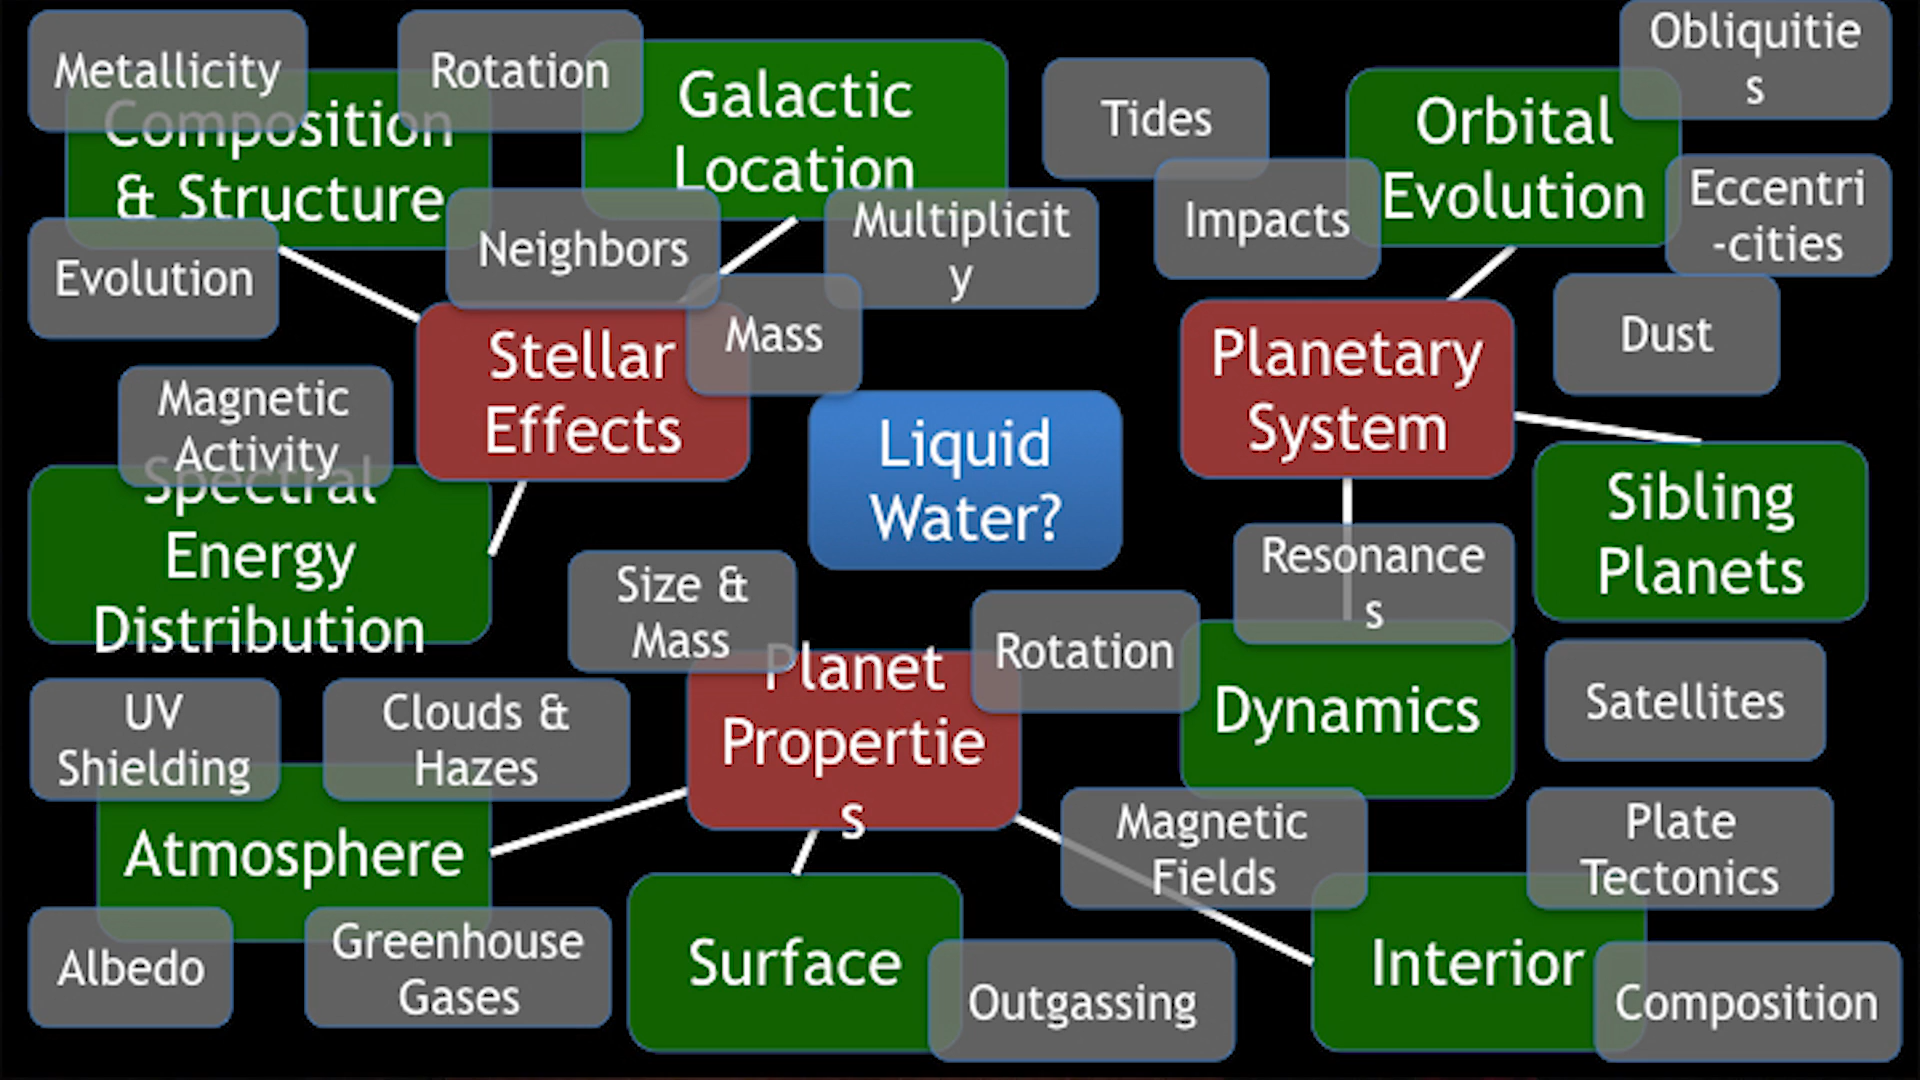 Metallicity
Rotation
Composition
& Structure
Galactic
Location
Tides
Orbital
Evolution
Obliquitie
s
Impacts
Eccentri
-cities
Evolution
Neighbors
Multiplicit
y
Mass
Dust
Stellar
Effects
Planetary
System
Magnetic
Activity
Liquid
Water?
Sibling
Planets
Spectral
Energy
Distribution
Size &
Mass
Resonance
s
Rotation
Planet
Propertie
s
Dynamics
Satellites
UV
Shielding
Clouds &
Hazes
Atmosphere
Magnetic
Fields
Plate
Tectonics
Albedo
Greenhouse
Gases
Surface
Outgassing
Interior
Composition